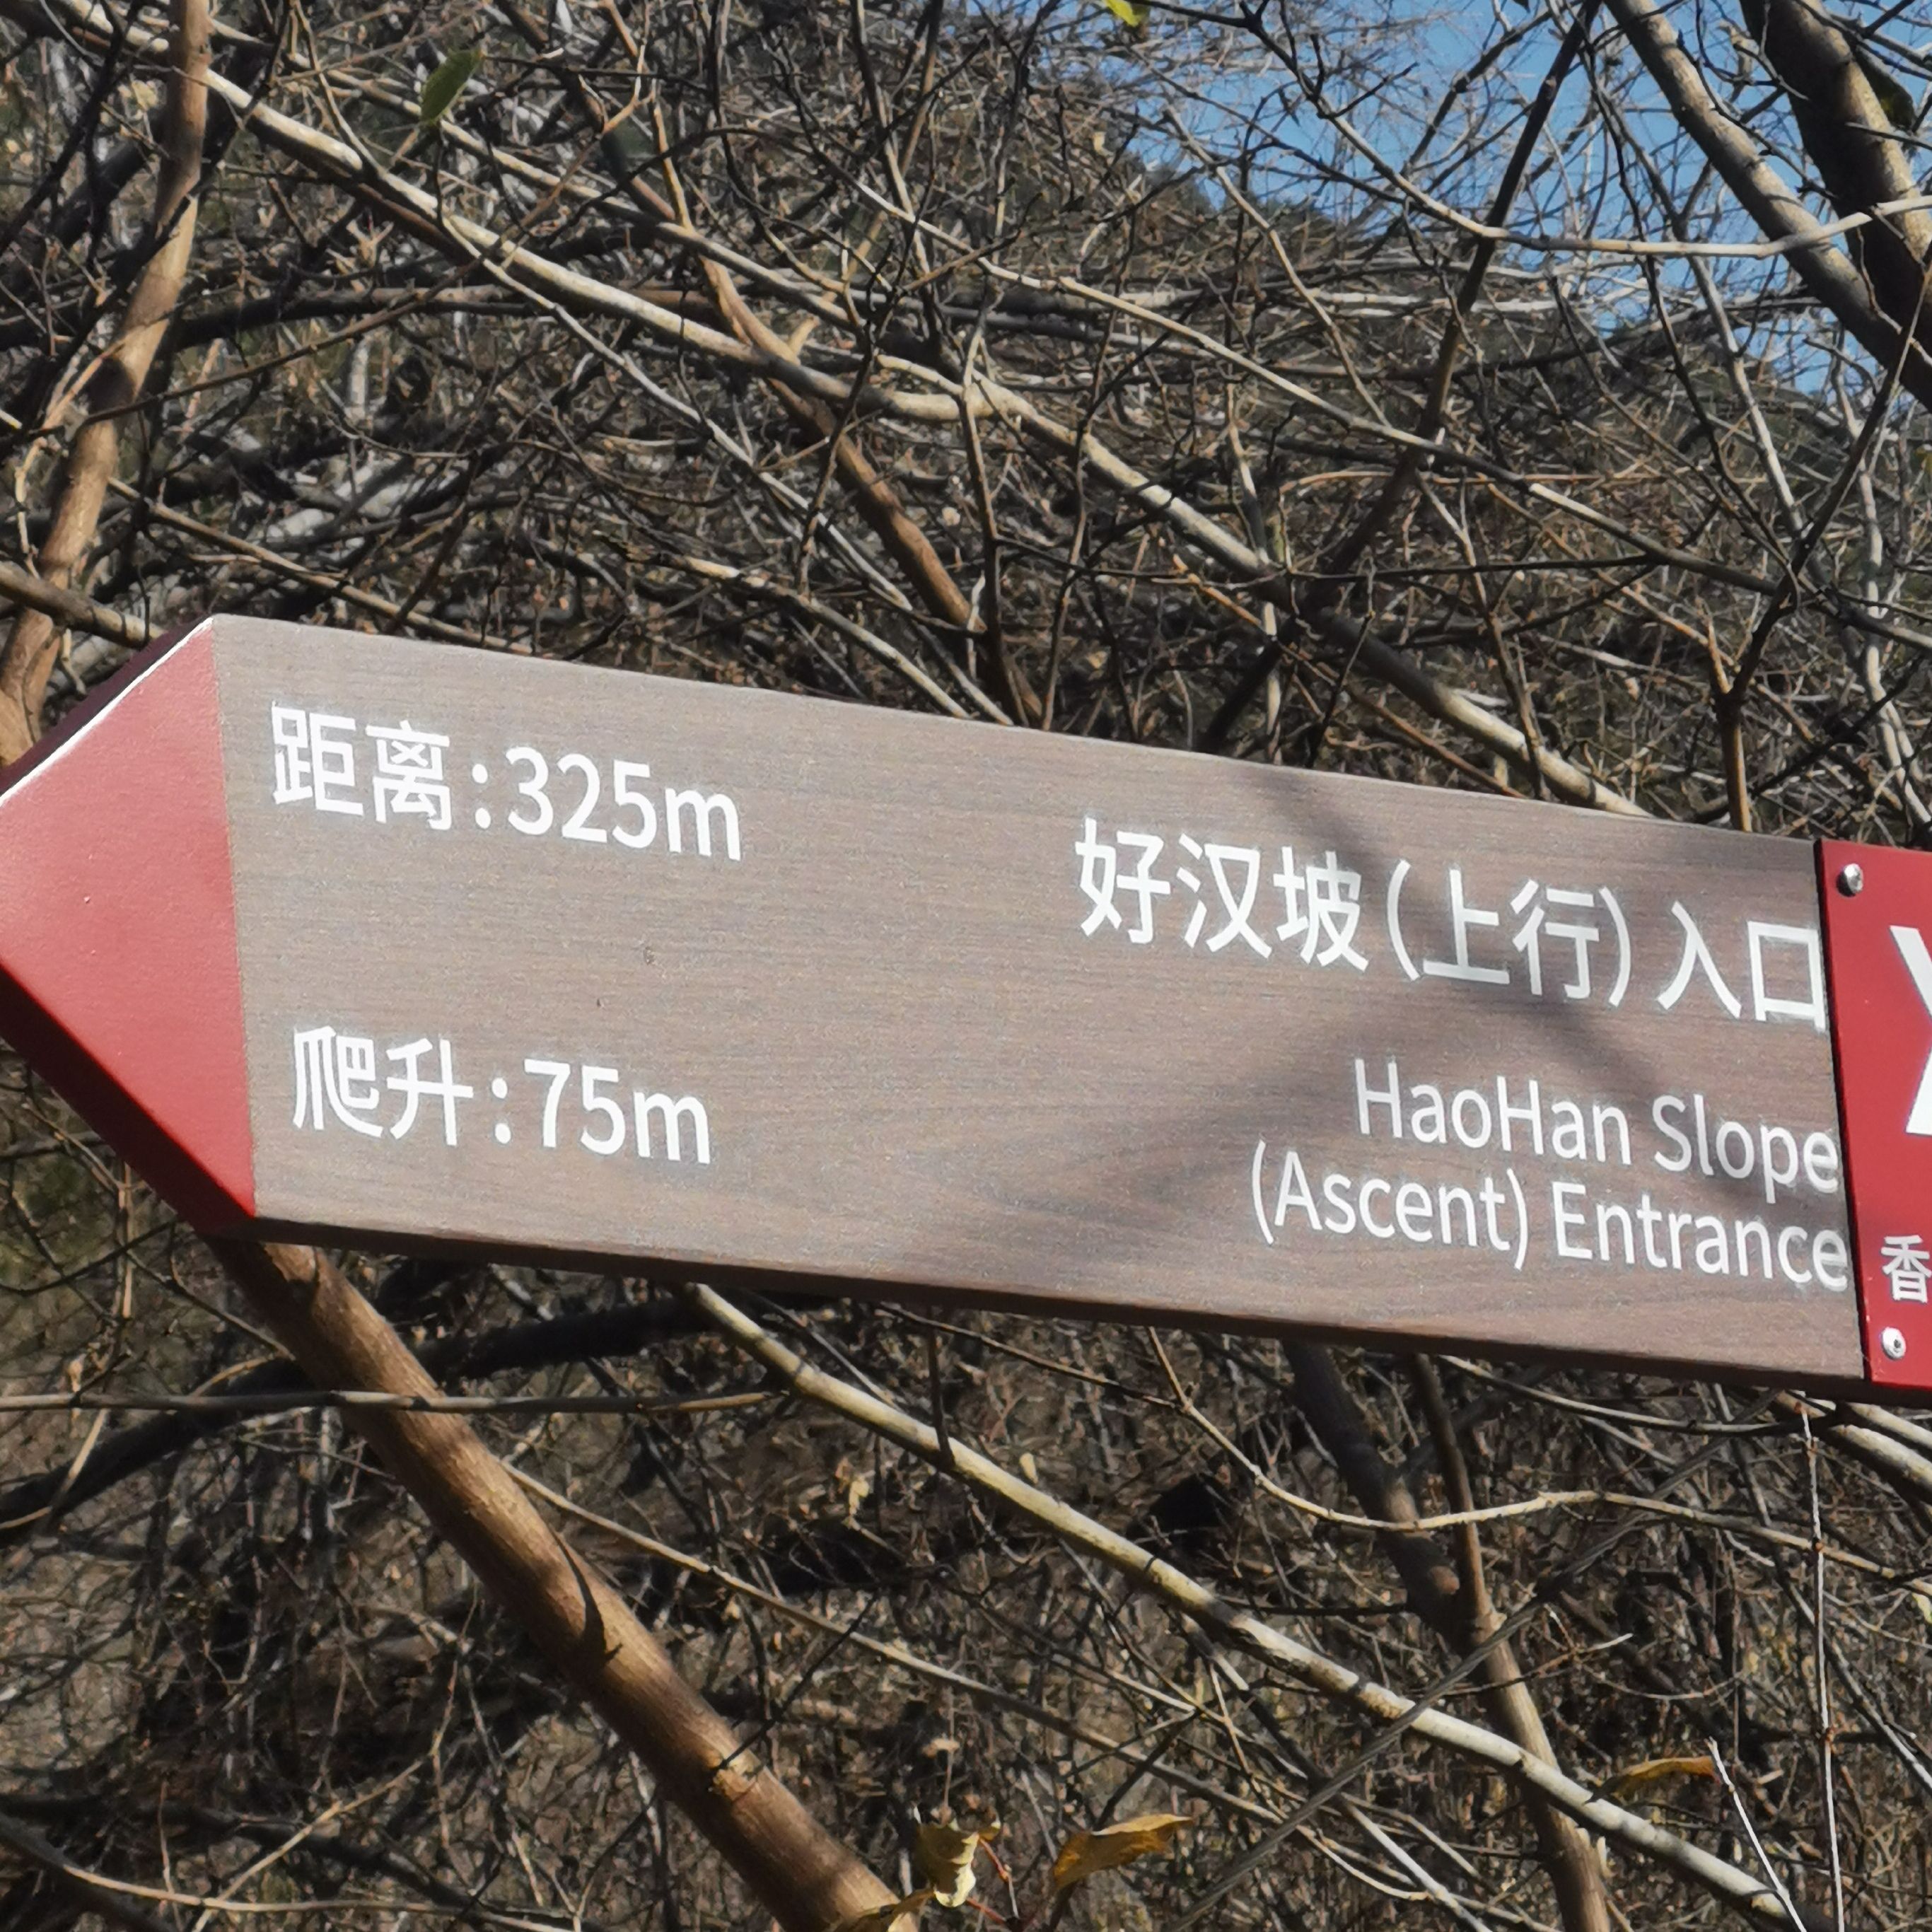 距离:325m
爬升:75m
好汉坡(上行)入口
HaoHan Slope
(Ascent) Entrance
香